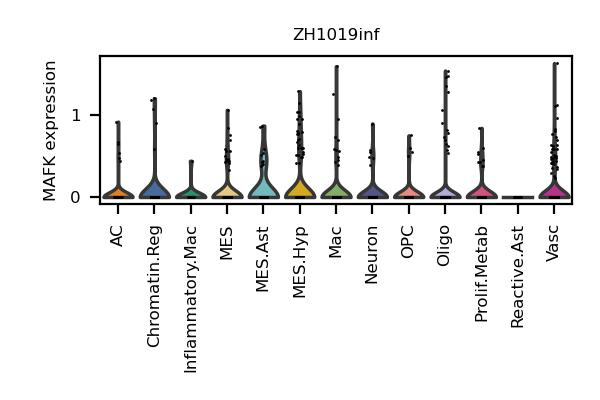 ZH1019inf
MAFK expression
1
0
AC
Chromatin.Reg
Inflammatory.Mac
MES
MES.Ast
MES.Hyp
Mac
Neuron
OPC
Oligo
Prolif.Metab
Reactive.Ast
Vasc